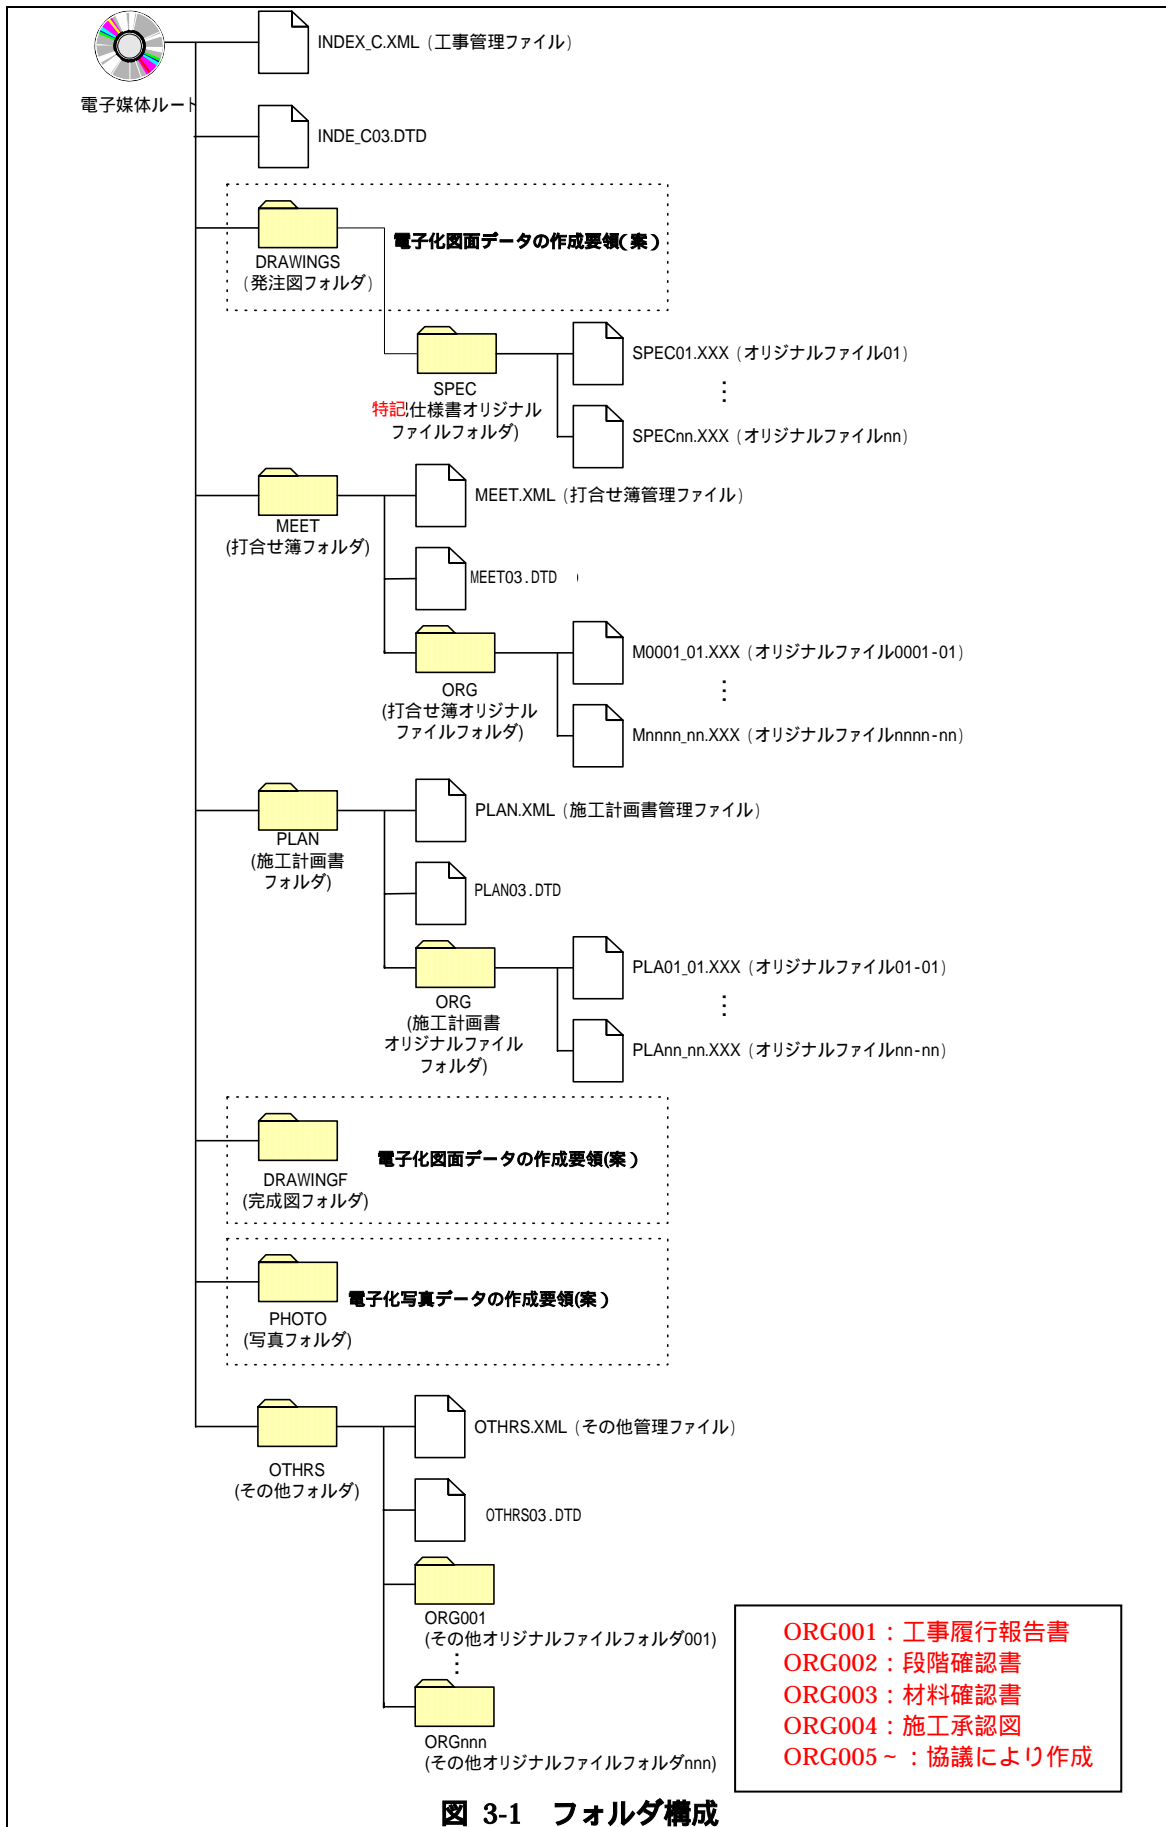 INDEX_C.XML (工事管理ファイル)
電子媒体ルート
INDE_C03.DTD
電子化図面データの作成要領(案)
DRAWINGS
(発注図フォルダ)
SPEC01.XXX (オリジナルファイル01)
SPEC
特記仕様書オリジナル
ファイルフォルダ)
⋮
SPECnn.XXX (オリジナルファイルnn)
MEET.XML (打合せ簿管理ファイル)
MEET
(打合せ簿フォルダ)
MEET03.DTD )
M0001_01.XXX (オリジナルファイル0001-01)
ORG
(打合せ簿オリジナル
ファイルフォルダ)
⋮
Mnnnn_nn.XXX (オリジナルファイルnnnn-nn)
PLAN.XML (施工計画書管理ファイル)
PLAN
(施工計画書
フォルダ)
PLAN03.DTD
PLA01_01.XXX (オリジナルファイル01-01)
ORG
(施工計画書
オリジナルファイル
フォルダ)
⋮
PLAnn_nn.XXX (オリジナルファイルnn-nn)
電子化図面データの作成要領(案)
DRAWINGF
(完成図フォルダ)
電子化写真データの作成要領(案)
PHOTO
(写真フォルダ)
OTHRS.XML (その他管理ファイル)
OTHRS
(その他フォルダ)
OTHRS03.DTD
ORG001
(その他オリジナルファイルフォルダ001)
⋮
ORGnnn
(その他オリジナルファイルフォルダnnn)
ORG001：工事履行報告書
ORG002：段階確認書
ORG003：材料確認書
ORG004：施工承認図
ORG005～：協議により作成
図 3-1 フォルダ構成